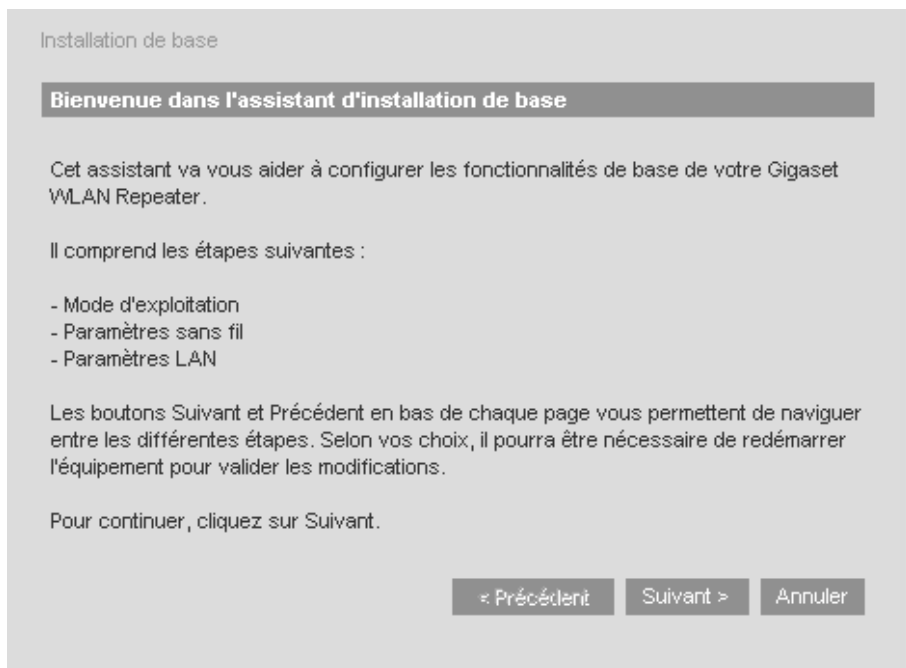 Installation de base
Bienvenue dans l'assistant d'installation de base
Cet assistant va vous aider à configurer les fonctionnalités de base de votre Gigaset
WLAN Repeater.
Il comprend les étapes suivantes :
- Mode d'exploitation
- Paramètres sans fil
- Paramètres LAN
Les boutons Suivant et Précédent en bas de chaque page vous permettent de naviguer
entre les différentes étapes. Selon vos choix, il pourra être nécessaire de redémarrer
l'équipement pour valider les modifications.
Pour continuer, cliquez sur Suivant.
< Précédent Suivant > Annuler